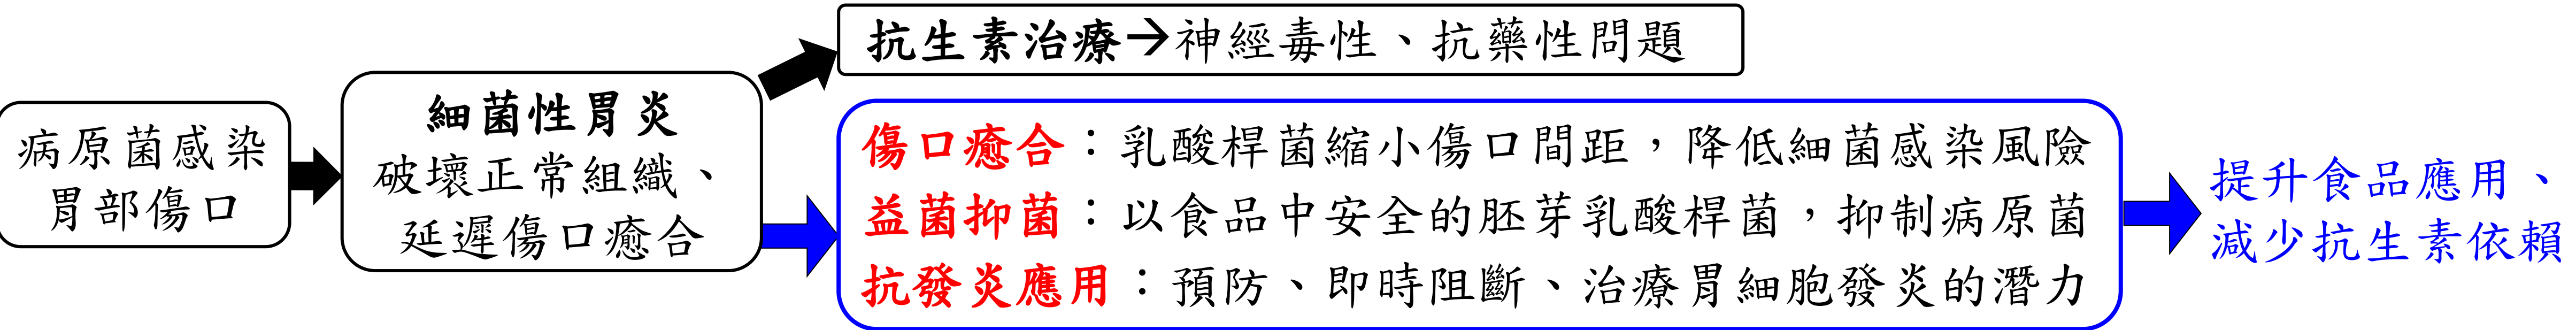 病原菌感染
胃部傷口
細菌性胃炎
破壞正常組織、
延遲傷口癒合
抗生素治療→神經毒性、抗藥性問題
傷口癒合：乳酸桿菌縮小傷口間距，降低細菌感染風險
益菌抑菌：以食品中安全的胚芽乳酸桿菌，抑制病原菌
抗發炎應用：預防、即時阻斷、治療胃細胞發炎的潛力
提升食品應用、
減少抗生素依賴